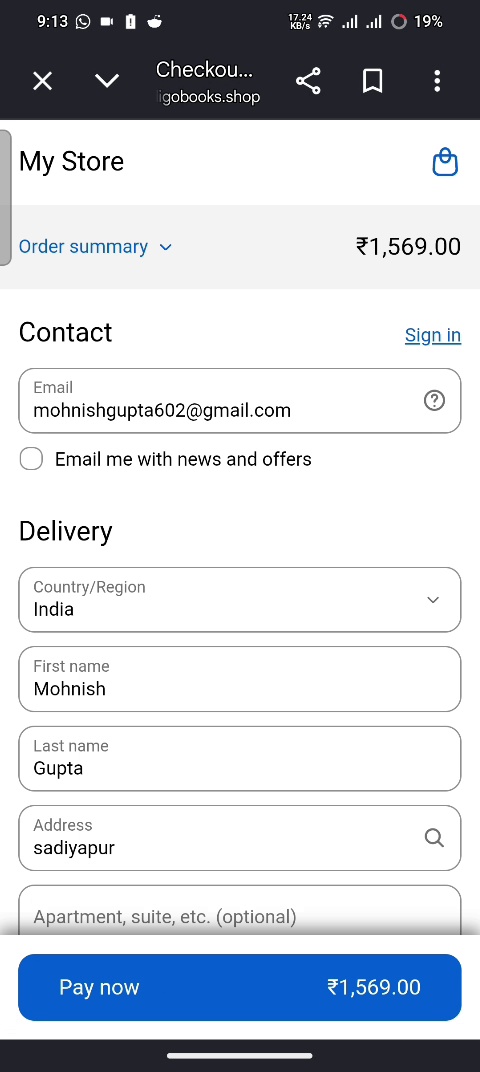 9:13 17.24 KB/s 19%
Checkou...
igobooks.shop
My Store
Order summary ₹1,569.00
Contact Sign in
Email
mohnishgupta602@gmail.com
Email me with news and offers
Delivery
Country/Region
India
First name
Mohnish
Last name
Gupta
Address
sadiyapur
Apartment, suite, etc. (optional)
Pay now ₹1,569.00